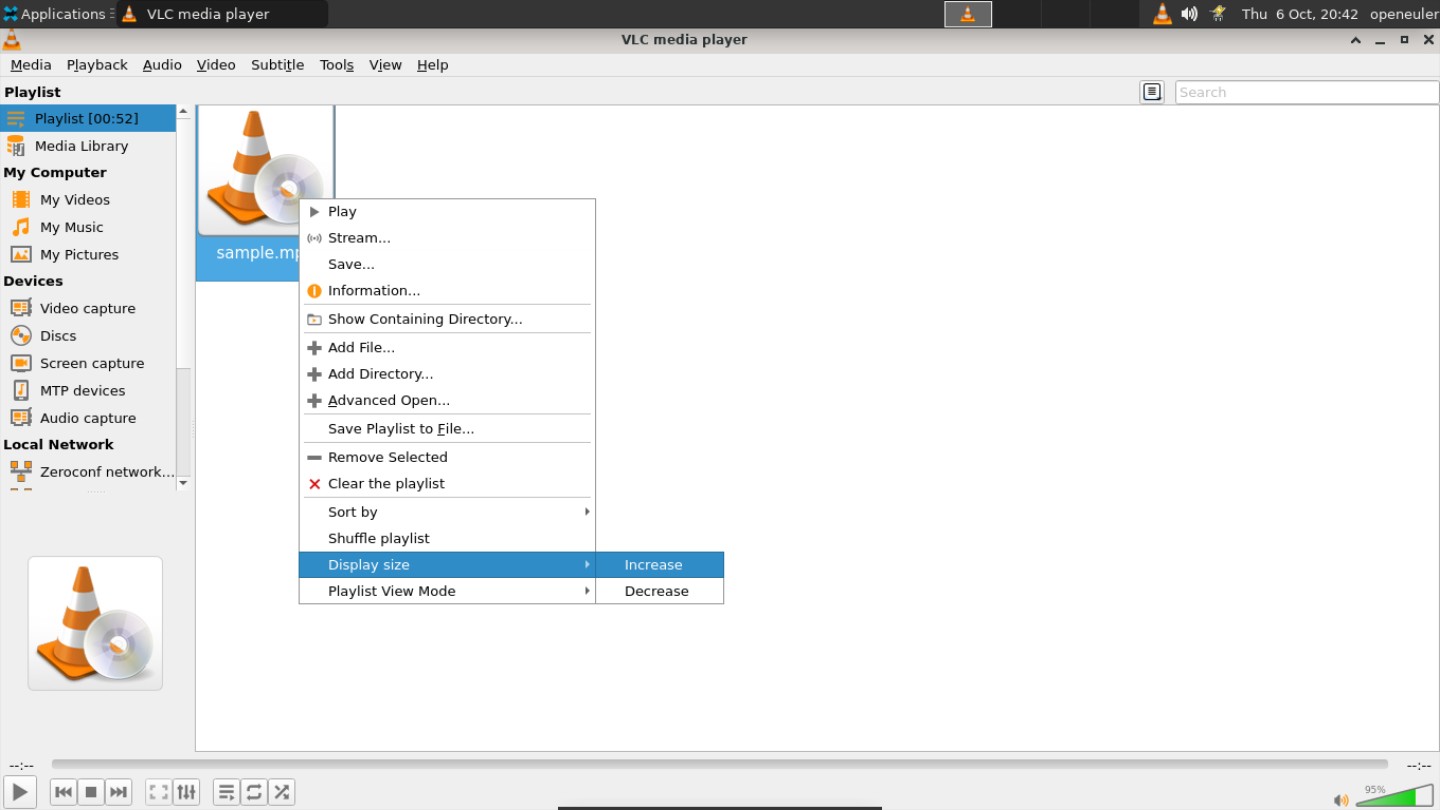 Applications
VLC media player
Thu 6 Oct, 20:42
openeuler
VLC media player
Media
Playback
Audio
Video
Subtitle
Tools
View
Help
Playlist
Search
Playlist [00:52]
Media Library
My Computer
My Videos
My Music
My Pictures
Devices
Video capture
Discs
Screen capture
MTP devices
Audio capture
Local Network
Zeroconf network...
sample.mp
Play
Stream...
Save...
Information...
Show Containing Directory...
Add File...
Add Directory...
Advanced Open...
Save Playlist to File...
Remove Selected
Clear the playlist
Sort by
Shuffle playlist
Display size
Playlist View Mode
Increase
Decrease
--:--
--:--
95%